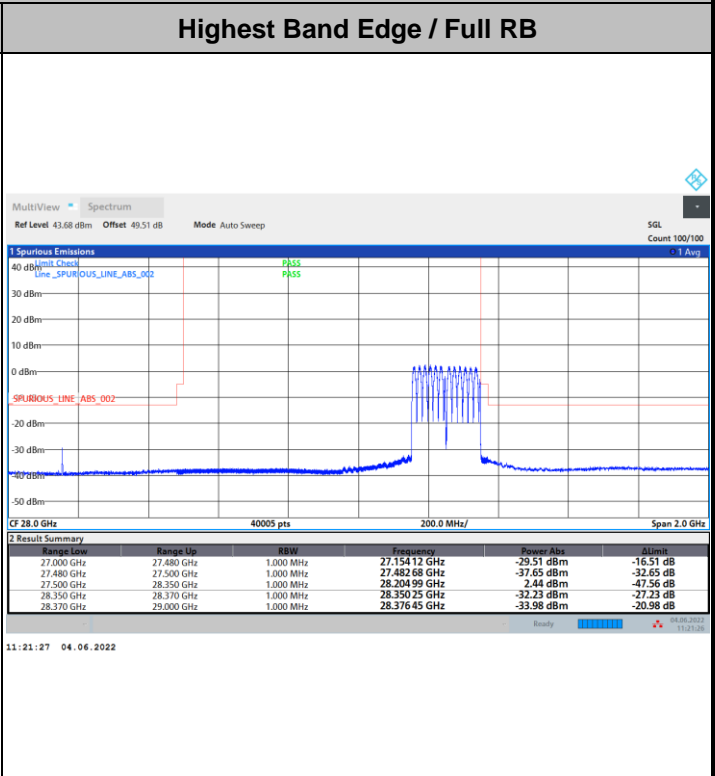 Highest Band Edge / Full RB
MultiView Spectrum
Ref Level 43.68 dBm Offset 49.51 dB Mode Auto Sweep SGL
Count 100/100
1 Spurious Emissions 1 Avg
Limit Check PASS
40 dBm
Line _SPURIOUS_LINE_ABS_002 PASS
30 dBm
20 dBm
10 dBm
0 dBm
_SPURIOUS_LINE_ABS_002
-20 dBm
-30 dBm
-40 dBm
-50 dBm
CF 28.0 GHz 40005 pts 200.0 MHz/ Span 2.0 GHz
2 Result Summary
Range Low Range Up RBW Frequency Power Abs ΔLimit
27.000 GHz 27.480 GHz 1.000 MHz 27.154 12 GHz -29.51 dBm -16.51 dB
27.480 GHz 27.500 GHz 1.000 MHz 27.482 68 GHz -37.65 dBm -32.65 dB
27.500 GHz 28.350 GHz 1.000 MHz 28.204 99 GHz 2.44 dBm -47.56 dB
28.350 GHz 28.370 GHz 1.000 MHz 28.350 25 GHz -32.23 dBm -27.23 dB
28.370 GHz 29.000 GHz 1.000 MHz 28.376 45 GHz -33.98 dBm -20.98 dB
Ready 04.06.2022
11:21:26
11:21:27 04.06.2022